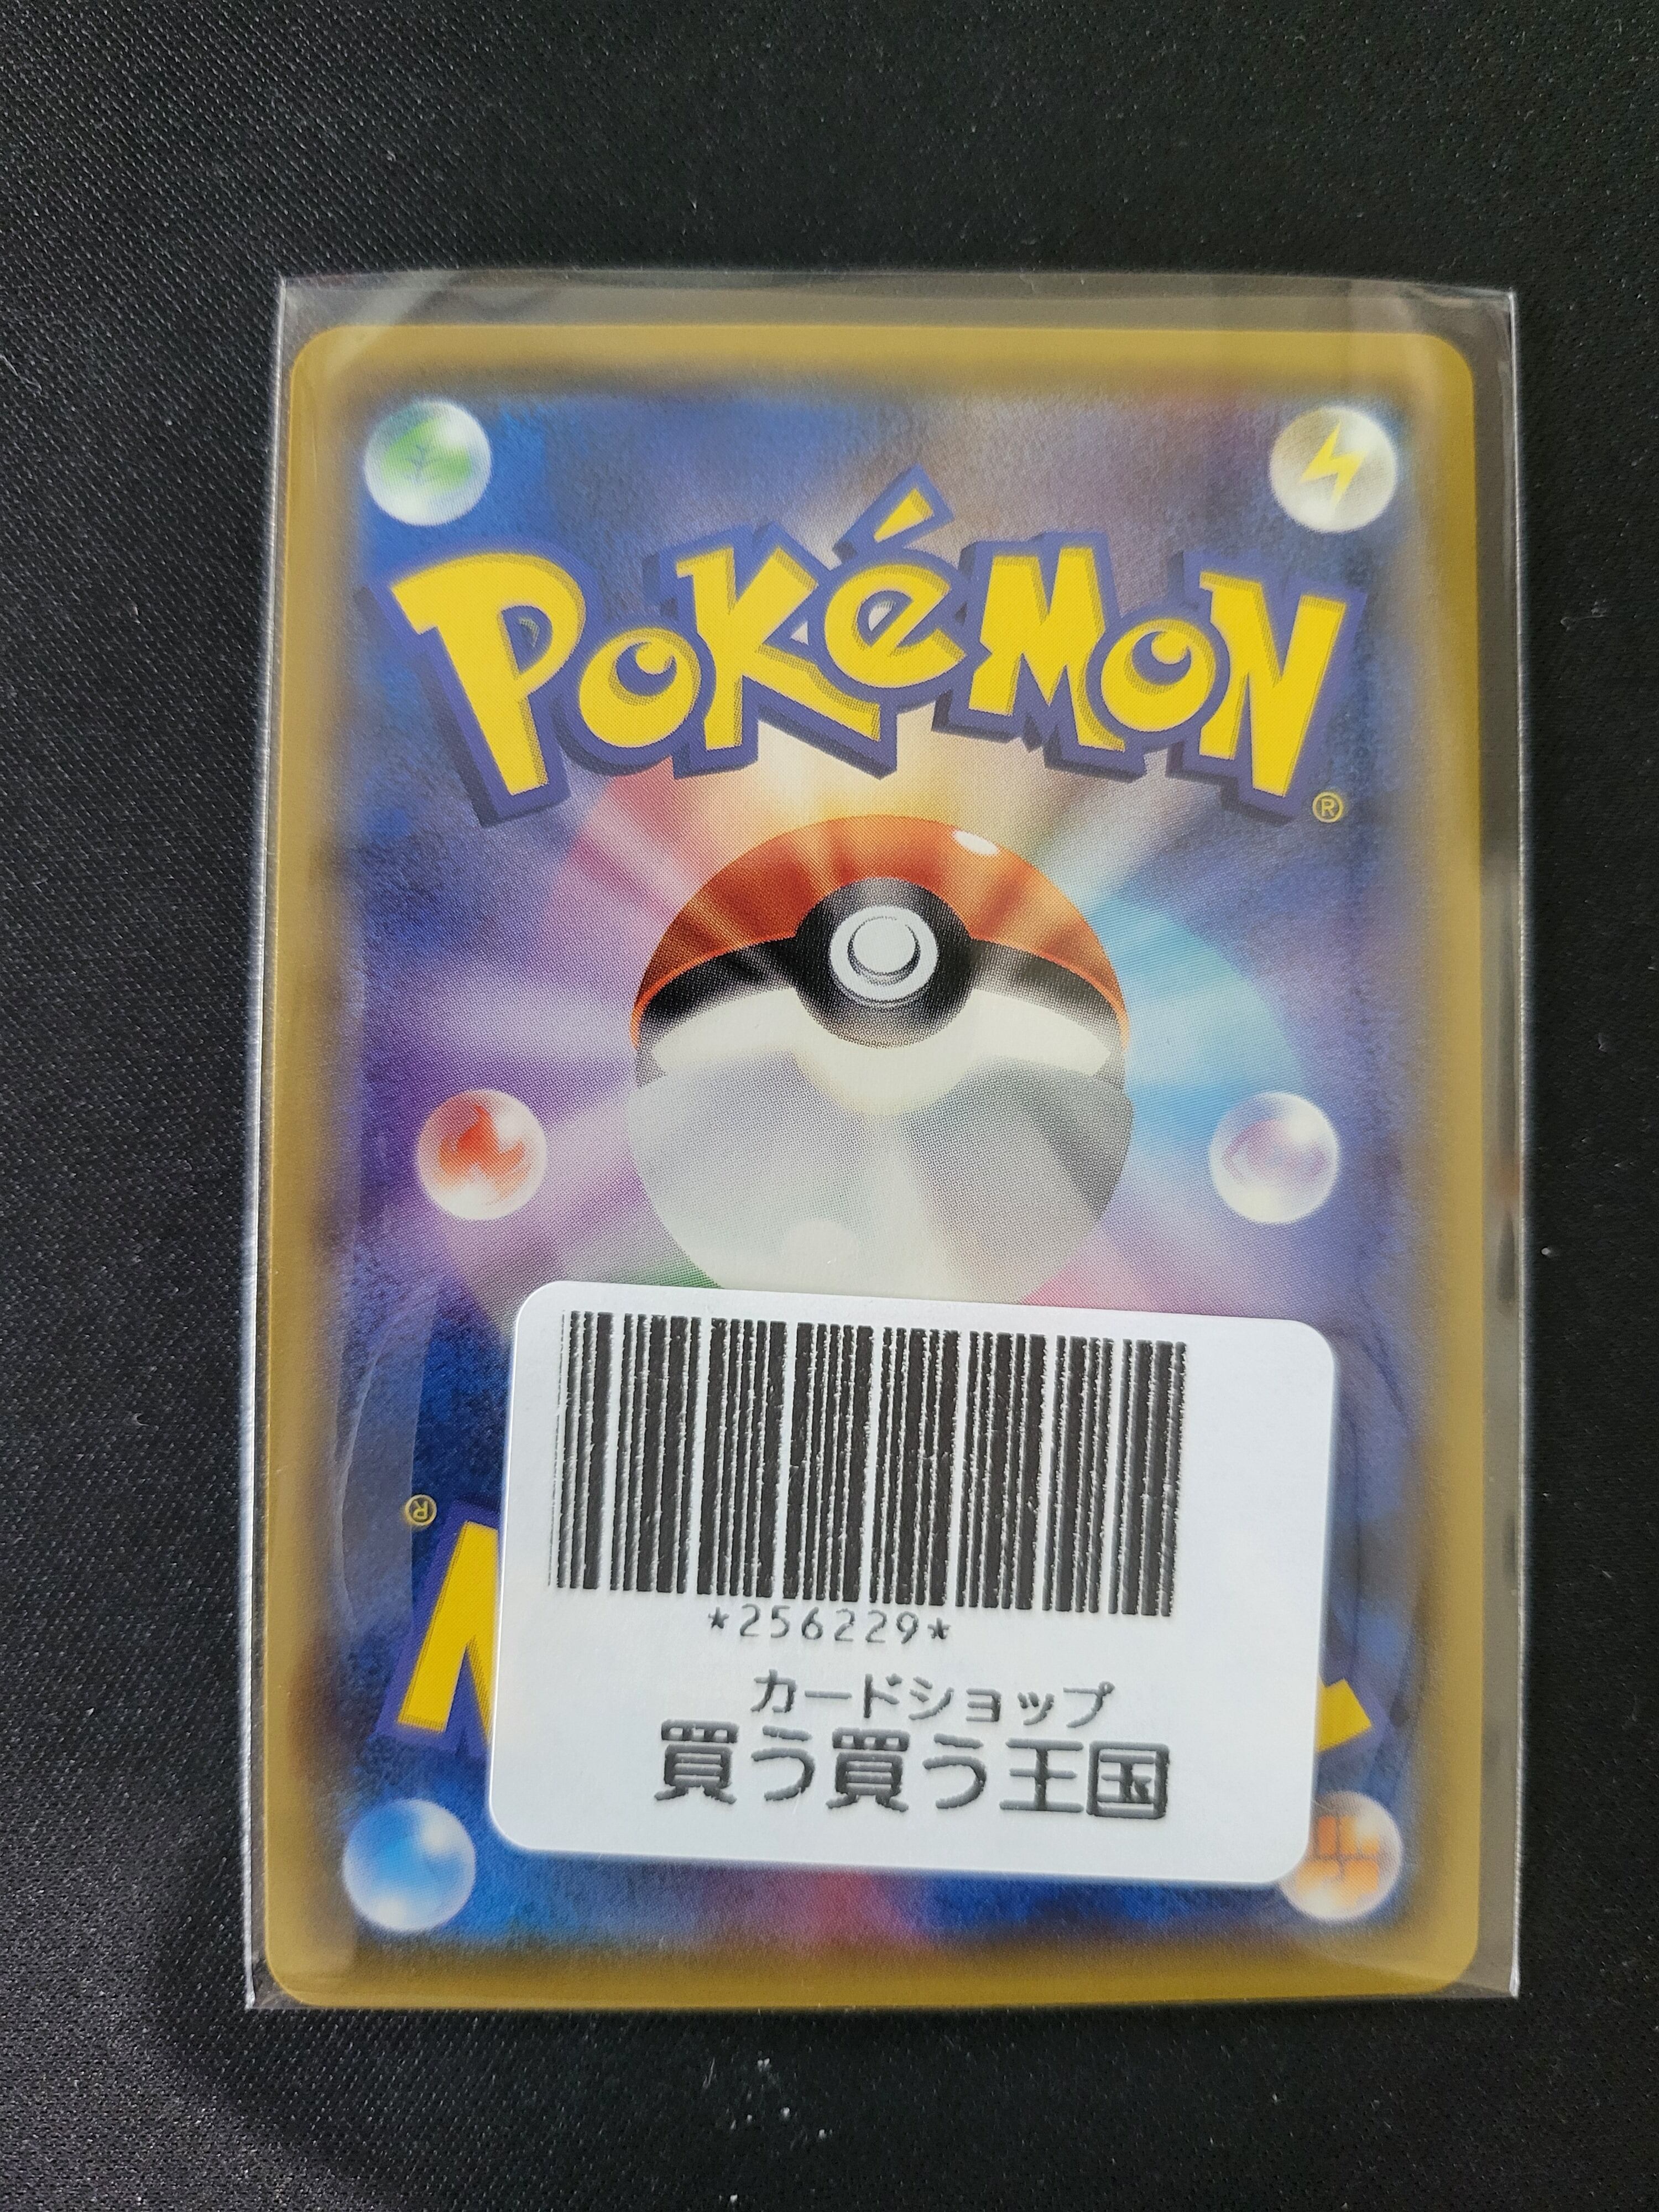 POKéMON
®
®
*256229*
カードショップ
買う買う王国